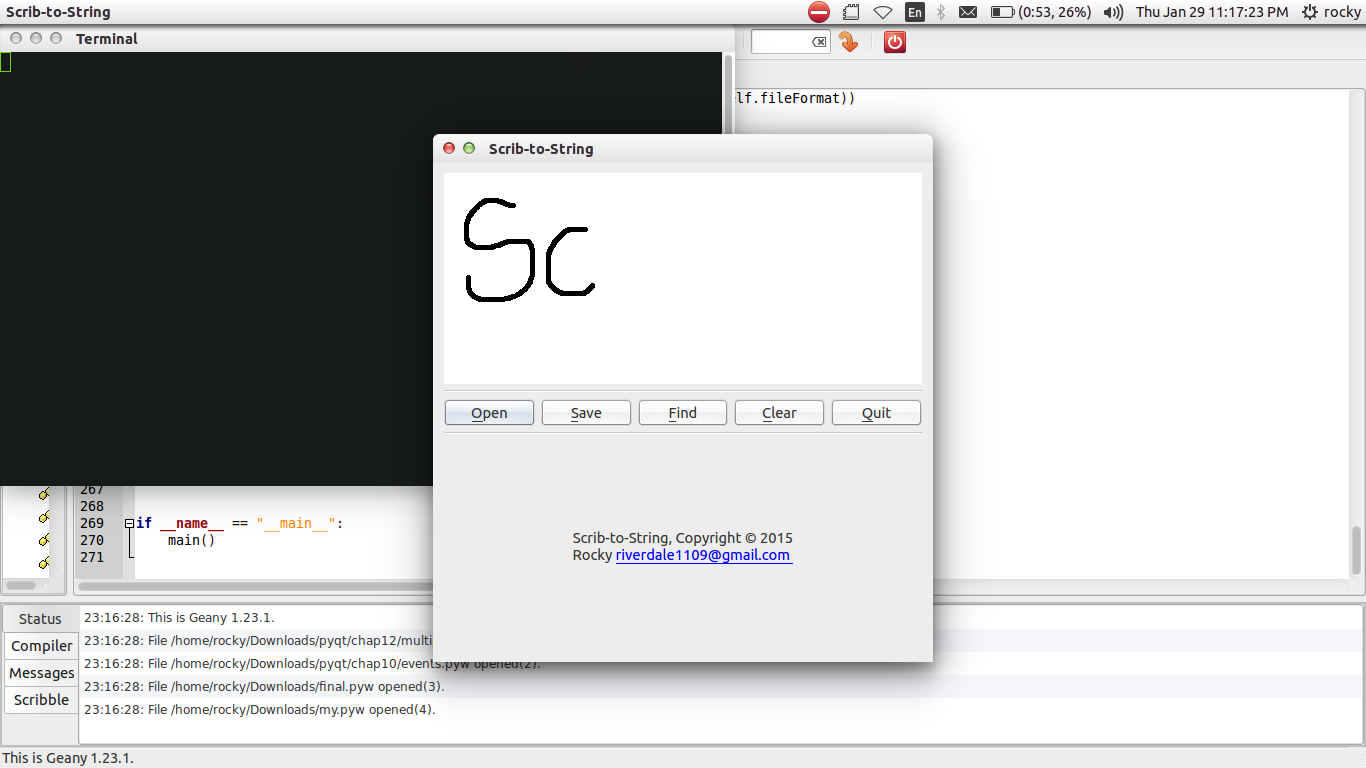 Scrib-to-String
En
(0:53, 26%)
Thu Jan 29 11:17:23 PM
rocky
Terminal
lf.fileFormat))
Scrib-to-String
Sc
Open Save Find Clear Quit
Scrib-to-String, Copyright © 2015
Rocky riverdale1109@gmail.com
267
268
269 if __name__ == "__main__":
270 main()
271
Status
Compiler
Messages
Scribble
23:16:28: This is Geany 1.23.1.
23:16:28: File /home/rocky/Downloads/pyqt/chap12/multi
23:16:28: File /home/rocky/Downloads/pyqt/chap10/events.pyw opened(2).
23:16:28: File /home/rocky/Downloads/final.pyw opened(3).
23:16:28: File /home/rocky/Downloads/my.pyw opened(4).
This is Geany 1.23.1.